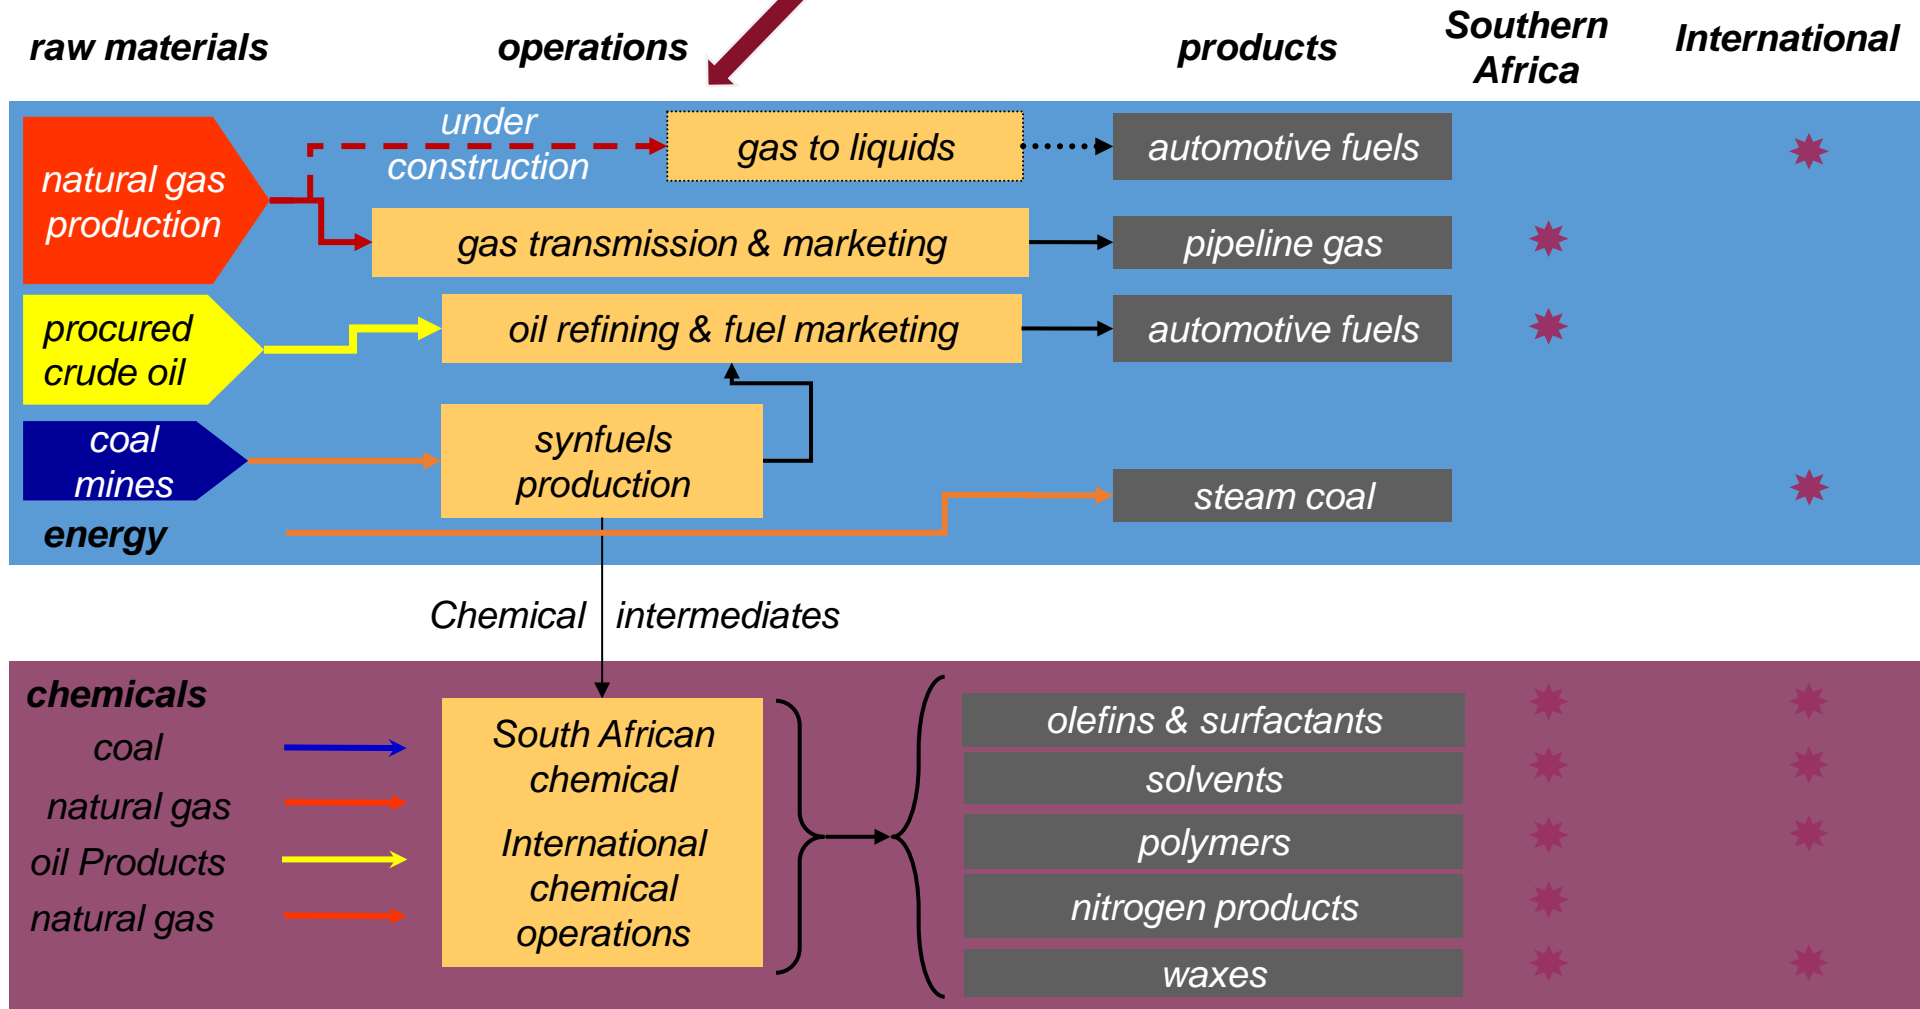 raw materials
operations
products
Southern
Africa
International
natural gas
production
under
construction
gas to liquids
automotive fuels
gas transmission & marketing
pipeline gas
procured
crude oil
oil refining & fuel marketing
automotive fuels
coal
mines
synfuels
production
steam coal
energy
Chemical intermediates
chemicals
coal
natural gas
oil Products
natural gas
South African
chemical
International
chemical
operations
olefins & surfactants
solvents
polymers
nitrogen products
waxes